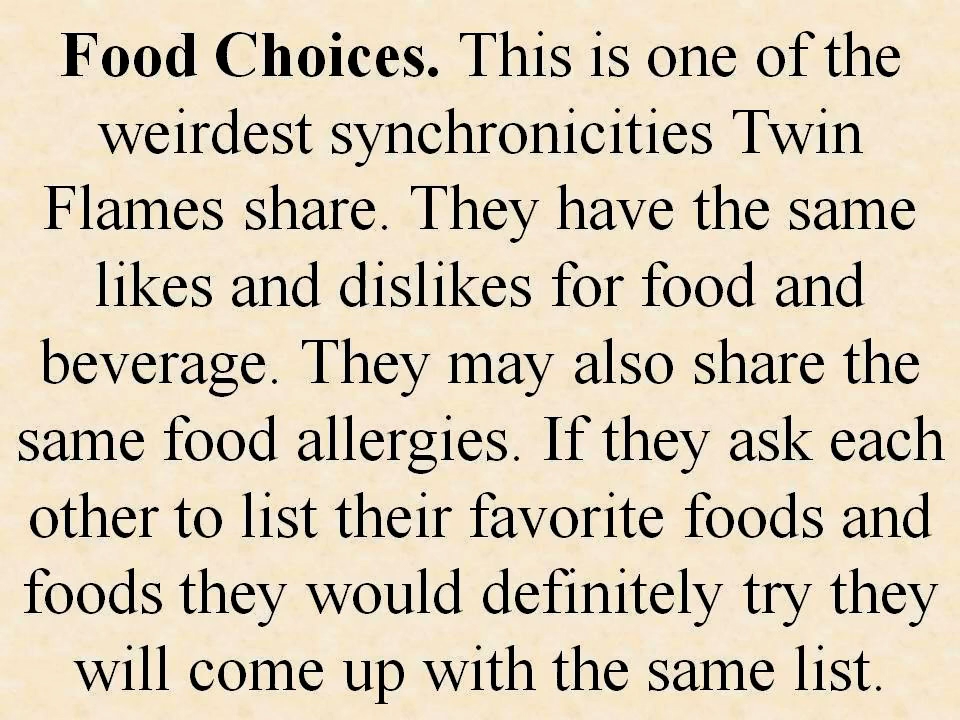 Food Choices. This is one of the
weirdest synchronicities Twin
Flames share. They have the same
likes and dislikes for food and
beverage. They may also share the
same food allergies. If they ask each
other to list their favorite foods and
foods they would definitely try they
will come up with the same list.